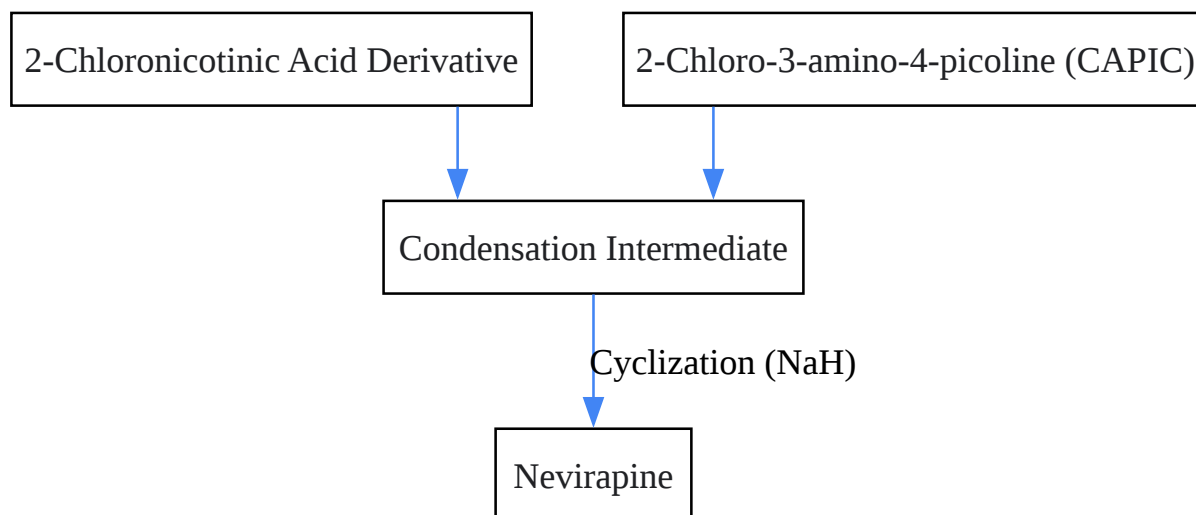 2-Chloronicotinic Acid Derivative
2-Chloro-3-amino-4-picoline (CAPIC)
Condensation Intermediate
Cyclization (NaH)
Nevirapine